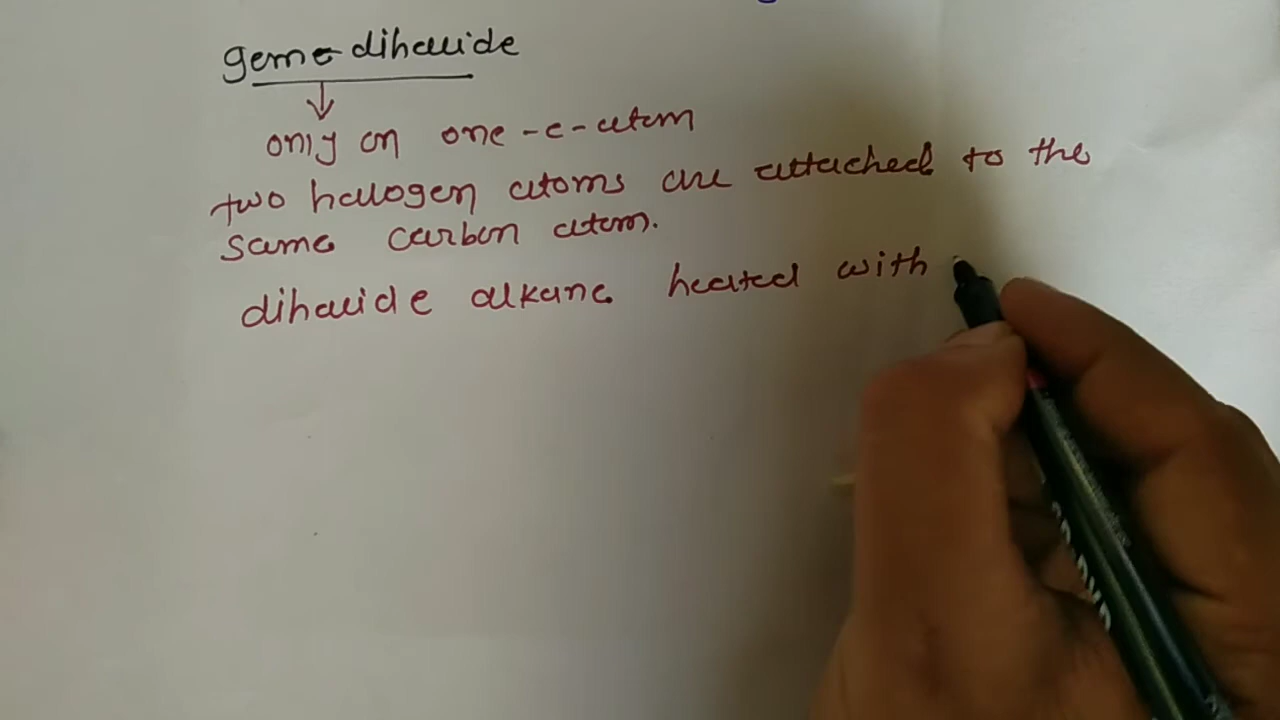 geme dihalide
only on one-c-atom
two halogen atoms are attached to the
same carbon atom.
dihalide alkane heated with